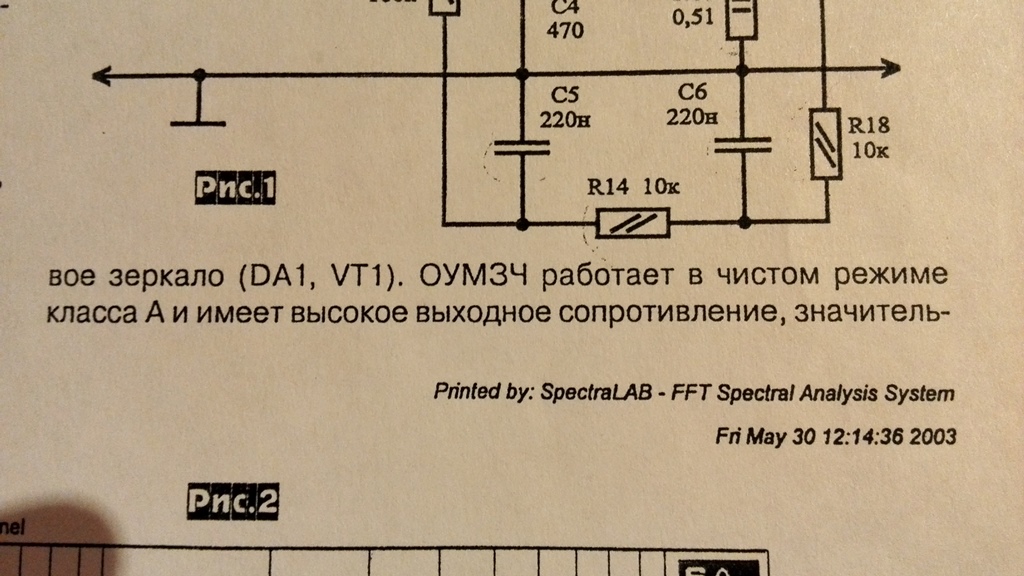 C4
470
0,51
C5
220н
C6
220н
R18
10к
R14 10к
Рис.1
вое зеркало (DA1, VT1). ОУМЗЧ работает в чистом режиме
класса А и имеет высокое выходное сопротивление, значитель-
Printed by: SpectraLAB - FFT Spectral Analysis System
Fri May 30 12:14:36 2003
Рис.2
nel